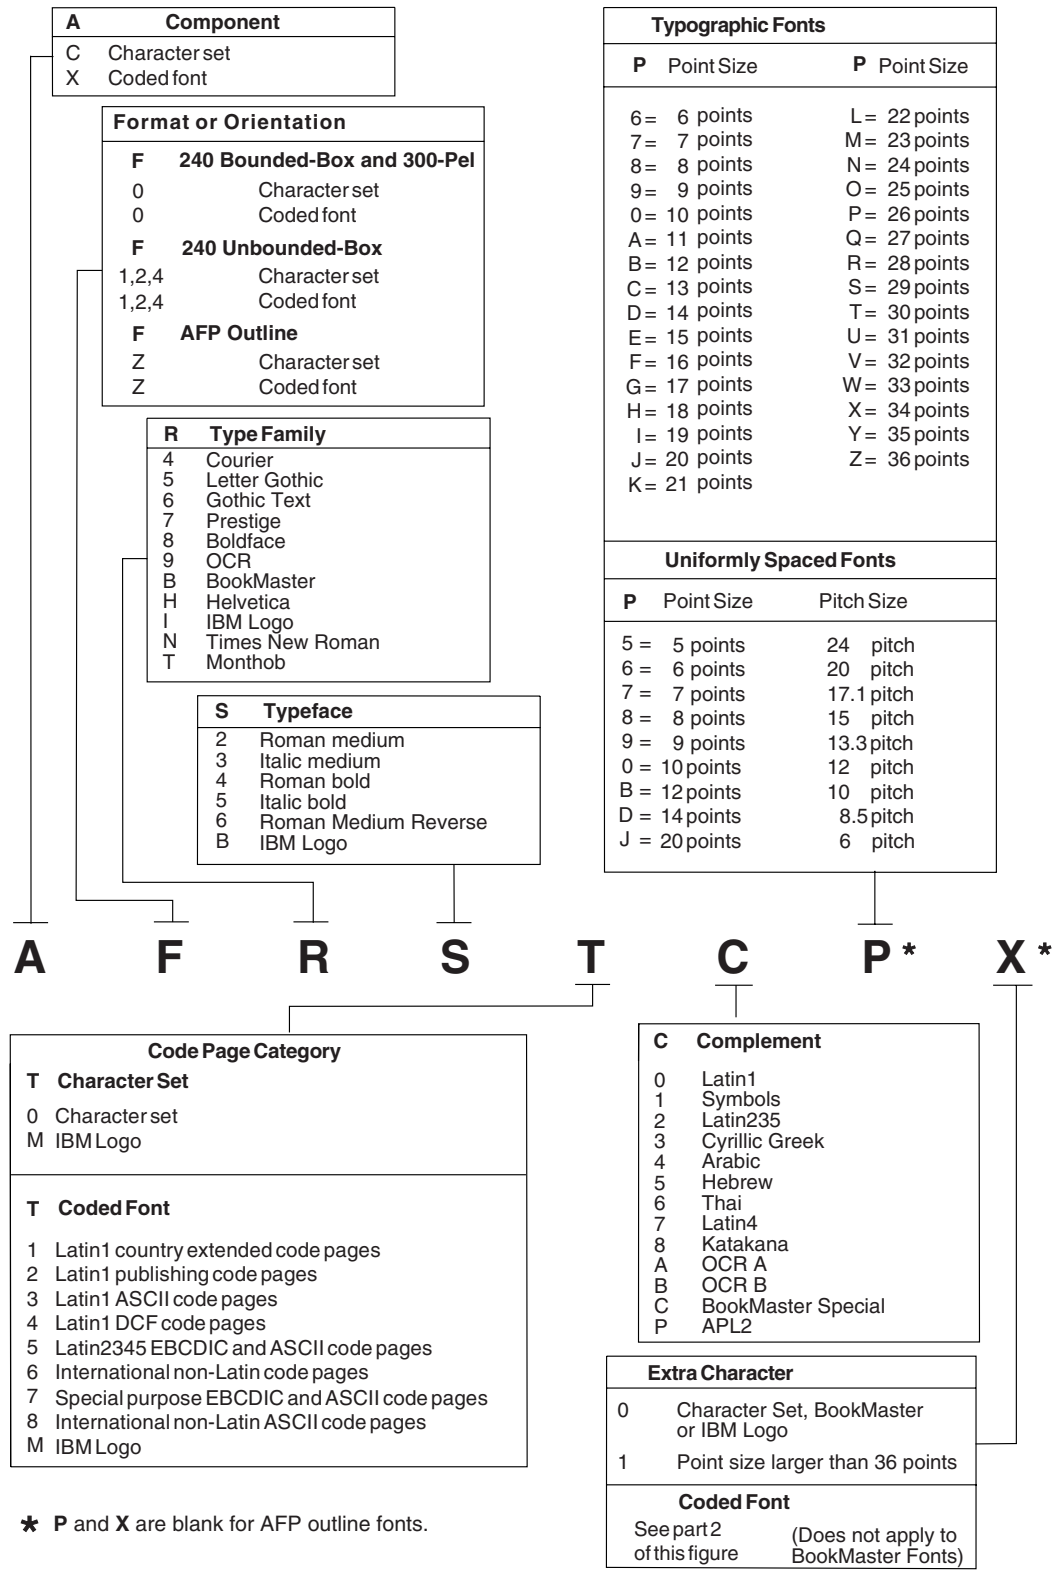 A Component
C Character set
X Coded font
Format or Orientation
F 240 Bounded-Box and 300-Pel
0 Character set
0 Coded font
F 240 Unbounded-Box
1,2,4 Character set
1,2,4 Coded font
F AFP Outline
Z Character set
Z Coded font
R Type Family
4 Courier
5 Letter Gothic
6 Gothic Text
7 Prestige
8 Boldface
9 OCR
B BookMaster
H Helvetica
I IBM Logo
N Times New Roman
T Monthob
S Typeface
2 Roman medium
3 Italic medium
4 Roman bold
5 Italic bold
6 Roman Medium Reverse
B IBM Logo
Typographic Fonts
P Point Size P Point Size
6 = 6 points L = 22 points
7 = 7 points M = 23 points
8 = 8 points N = 24 points
9 = 9 points O = 25 points
0 = 10 points P = 26 points
A = 11 points Q = 27 points
B = 12 points R = 28 points
C = 13 points S = 29 points
D = 14 points T = 30 points
E = 15 points U = 31 points
F = 16 points V = 32 points
G = 17 points W = 33 points
H = 18 points X = 34 points
I = 19 points Y = 35 points
J = 20 points Z = 36 points
K = 21 points
Uniformly Spaced Fonts
P Point Size Pitch Size
5 = 5 points 24 pitch
6 = 6 points 20 pitch
7 = 7 points 17.1 pitch
8 = 8 points 15 pitch
9 = 9 points 13.3 pitch
0 = 10 points 12 pitch
B = 12 points 10 pitch
D = 14 points 8.5 pitch
J = 20 points 6 pitch
A F R S T C P * X *
Code Page Category
T Character Set
0 Character set
M IBM Logo
T Coded Font
1 Latin1 country extended code pages
2 Latin1 publishing code pages
3 Latin1 ASCII code pages
4 Latin1 DCF code pages
5 Latin2345 EBCDIC and ASCII code pages
6 International non-Latin code pages
7 Special purpose EBCDIC and ASCII code pages
8 International non-Latin ASCII code pages
M IBM Logo
C Complement
0 Latin1
1 Symbols
2 Latin235
3 Cyrillic Greek
4 Arabic
5 Hebrew
6 Thai
7 Latin4
8 Katakana
A OCR A
B OCR B
C BookMaster Special
P APL2
Extra Character
0 Character Set, BookMaster
or IBM Logo
1 Point size larger than 36 points
Coded Font
See part 2 (Does not apply to
of this figure BookMaster Fonts)
* P and X are blank for AFP outline fonts.